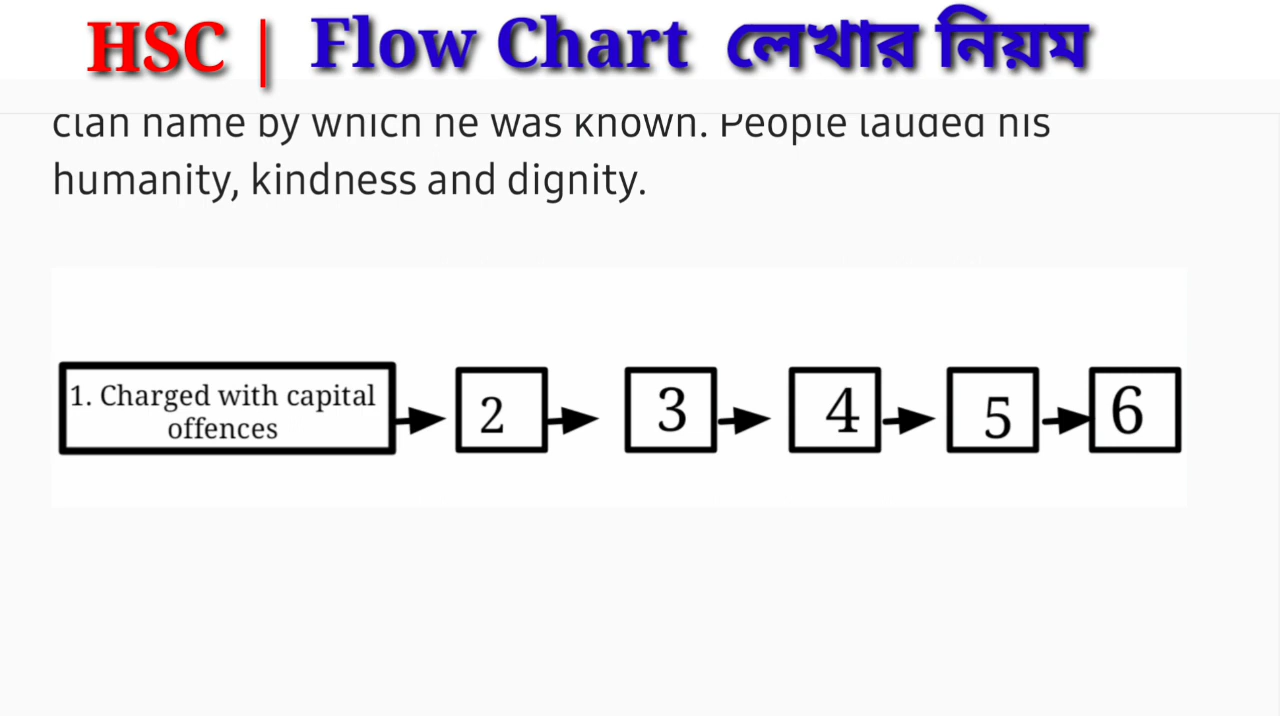 HSC | Flow Chart লেখার নিয়ম
clan name by which he was known. People lauded his
humanity, kindness and dignity.
1. Charged with capital
offences
2
3
4
5
6